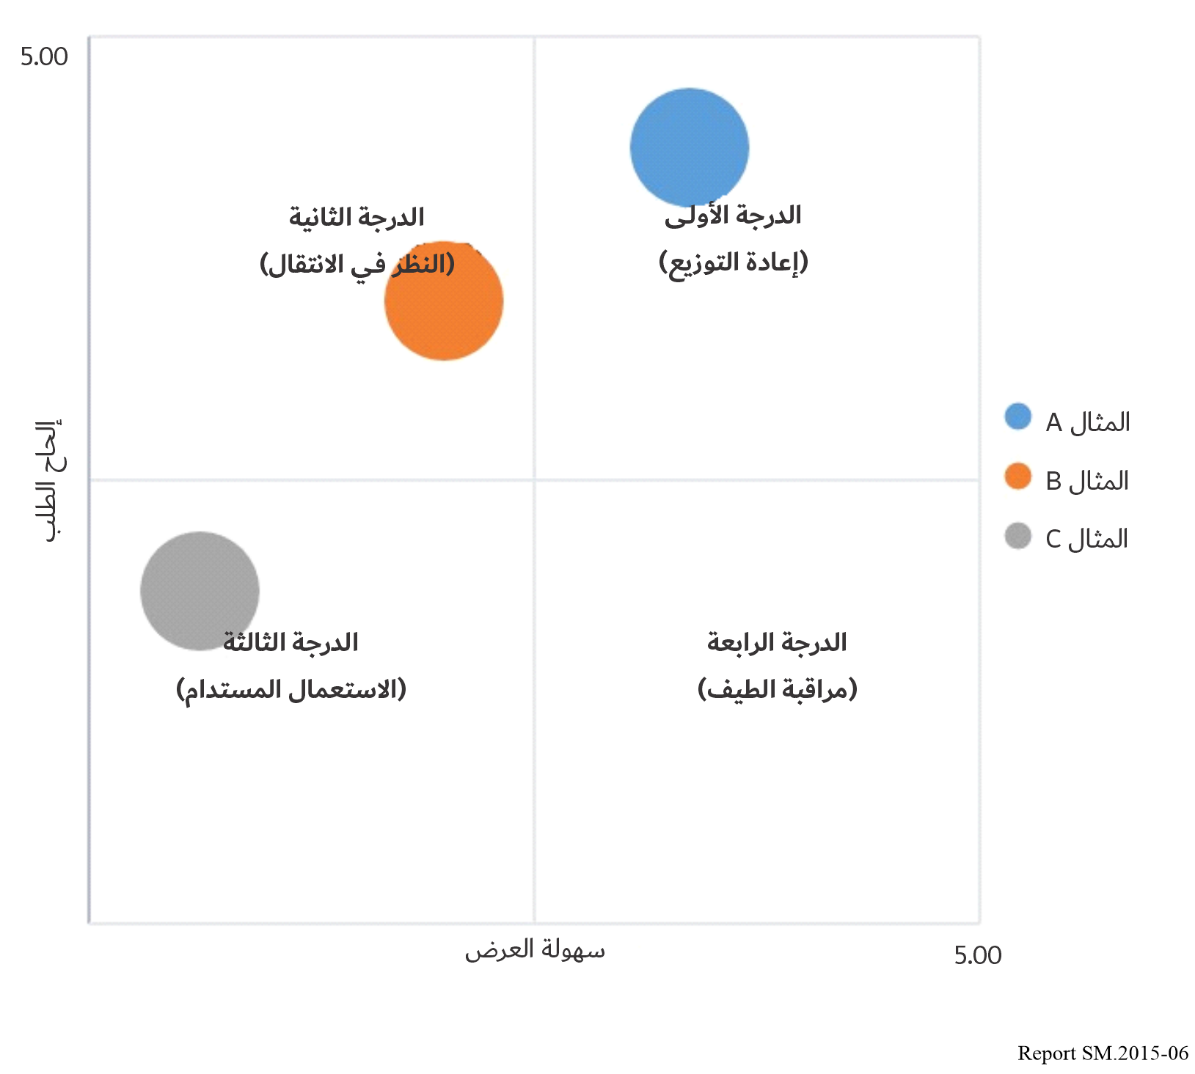 5.00
الدرجة الأولى
(إعادة التوزيع)
الدرجة الثانية
(النظر في الانتقال)
المثال A
المثال B
المثال C
إلحاح الطلب
الدرجة الرابعة
(مراقبة الطيف)
الدرجة الثالثة
(الاستعمال المستدام)
سهولة العرض
5.00
Report SM.2015-06